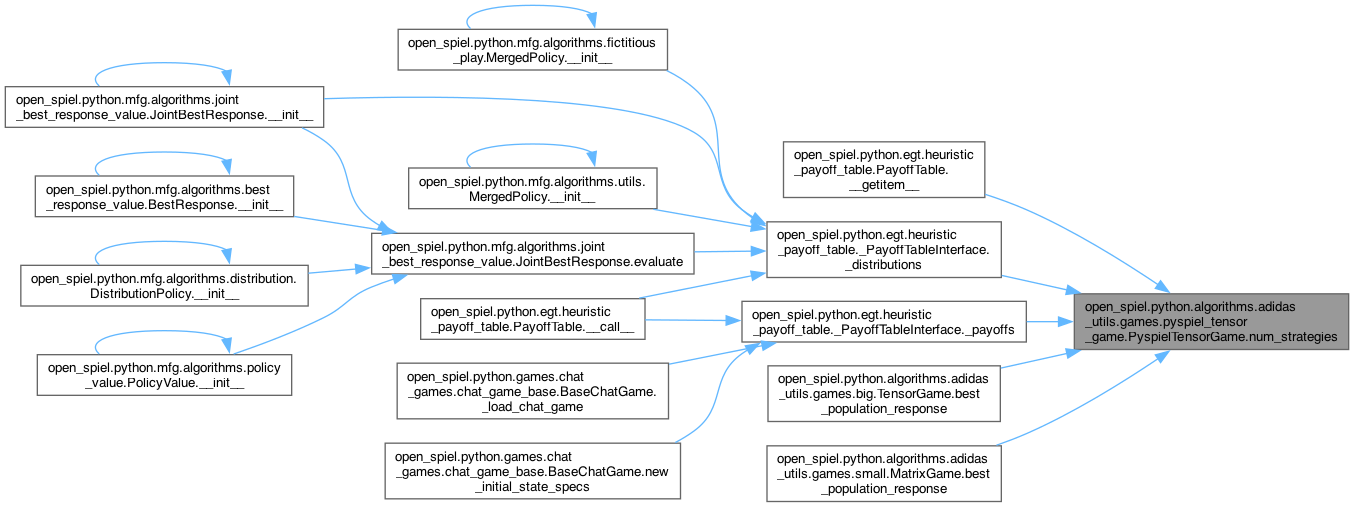 open_spiel.python.mfg.algorithms.fictitious
_play.MergedPolicy.__init__
open_spiel.python.mfg.algorithms.joint
_best_response_value.JointBestResponse.__init__
open_spiel.python.mfg.algorithms.best
_response_value.BestResponse.__init__
open_spiel.python.mfg.algorithms.distribution.
DistributionPolicy.__init__
open_spiel.python.mfg.algorithms.policy
_value.PolicyValue.__init__
open_spiel.python.mfg.algorithms.utils.
MergedPolicy.__init__
open_spiel.python.mfg.algorithms.joint
_best_response_value.JointBestResponse.evaluate
open_spiel.python.egt.heuristic
_payoff_table.PayoffTable.__call__
open_spiel.python.games.chat
_games.chat_game_base.BaseChatGame.
_load_chat_game
open_spiel.python.games.chat
_games.chat_game_base.BaseChatGame.new
_initial_state_specs
open_spiel.python.egt.heuristic
_payoff_table.PayoffTable.
__getitem__
open_spiel.python.egt.heuristic
_payoff_table._PayoffTableInterface.
_distributions
open_spiel.python.egt.heuristic
_payoff_table._PayoffTableInterface._payoffs
open_spiel.python.algorithms.adidas
_utils.games.big.TensorGame.best
_population_response
open_spiel.python.algorithms.adidas
_utils.games.small.MatrixGame.best
_population_response
open_spiel.python.algorithms.adidas
_utils.games.pyspiel_tensor
_game.PyspielTensorGame.num_strategies